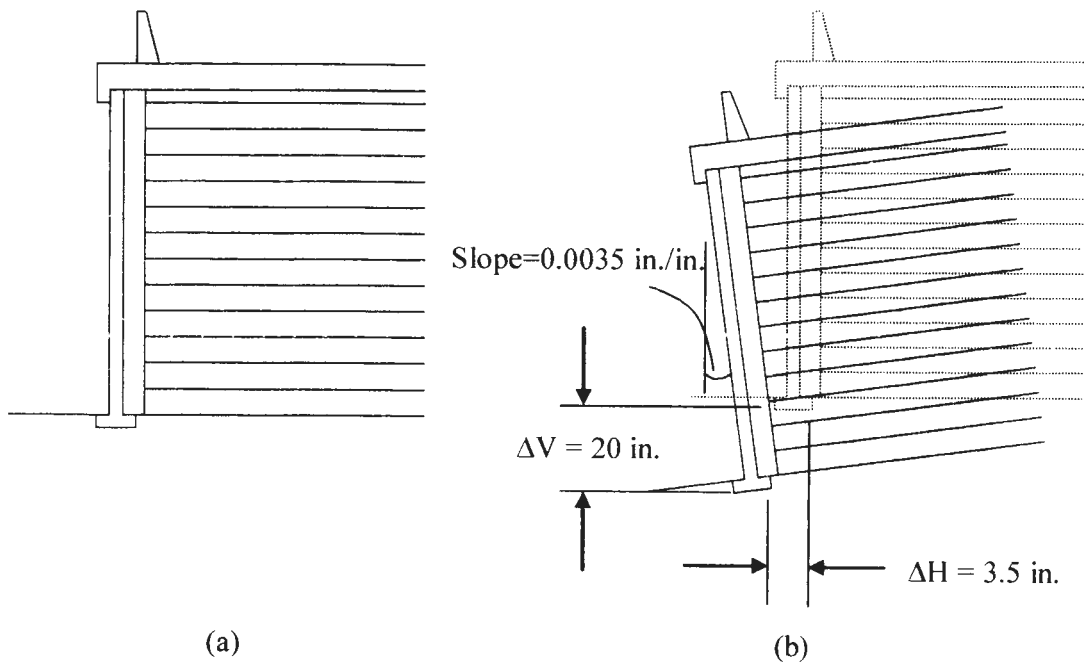 Slope=0.0035 in./in.
ΔV = 20 in.
ΔH = 3.5 in.
(a)
(b)